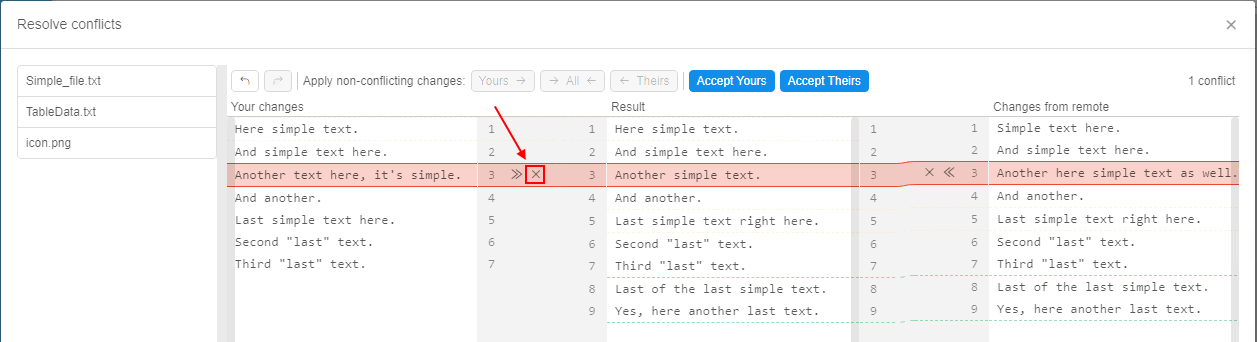 Resolve conflicts ×
Simple_file.txt
TableData.txt
icon.png
Apply non-conflicting changes: Yours → → All ← ← Theirs Accept Yours Accept Theirs 1 conflict
Your changes Result Changes from remote
Here simple text. 1 1 Here simple text. 1 1 Simple text here.
And simple text here. 2 2 And simple text here. 2 2 And simple text here.
Another text here, it's simple. 3 » × 3 Another simple text. 3 × « 3 Another here simple text as well.
And another. 4 4 And another. 4 4 And another.
Last simple text here. 5 5 Last simple text right here. 5 5 Last simple text right here.
Second "last" text. 6 6 Second "last" text. 6 6 Second "last" text.
Third "last" text. 7 7 Third "last" text. 7 7 Third "last" text.
8 Last of the last simple text. 8 8 Last of the last simple text.
9 Yes, here another last text. 9 9 Yes, here another last text.